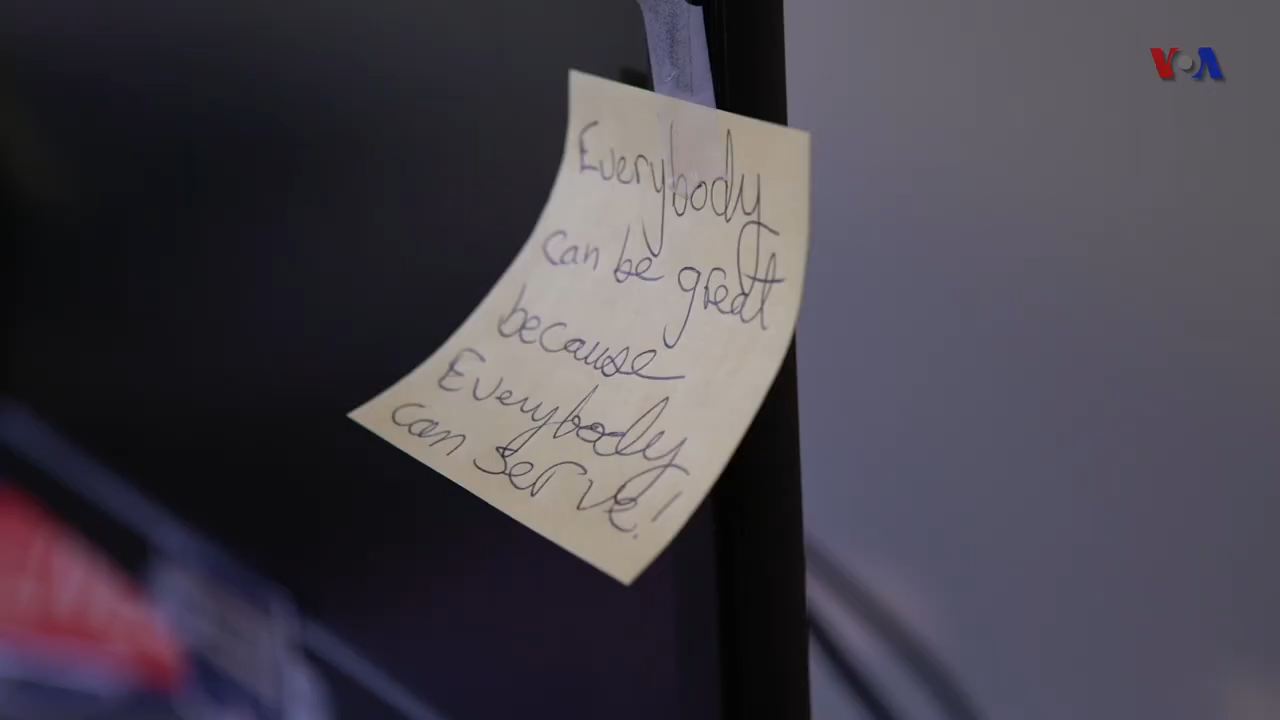 VOA
Everybody
can be great
because
Everybody
can serve!